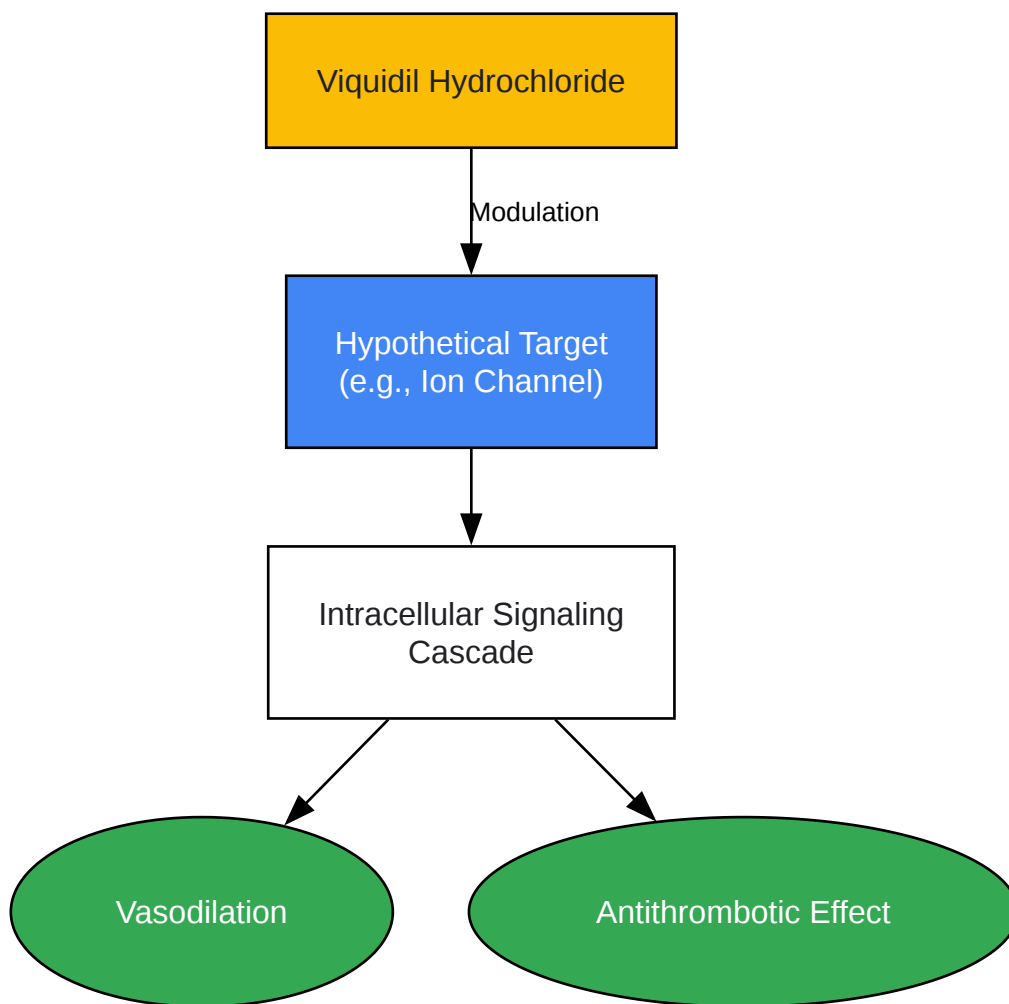 Viquidil Hydrochloride
Modulation
Hypothetical Target
(e.g., Ion Channel)
Intracellular Signaling
Cascade
Vasodilation
Antithrombotic Effect